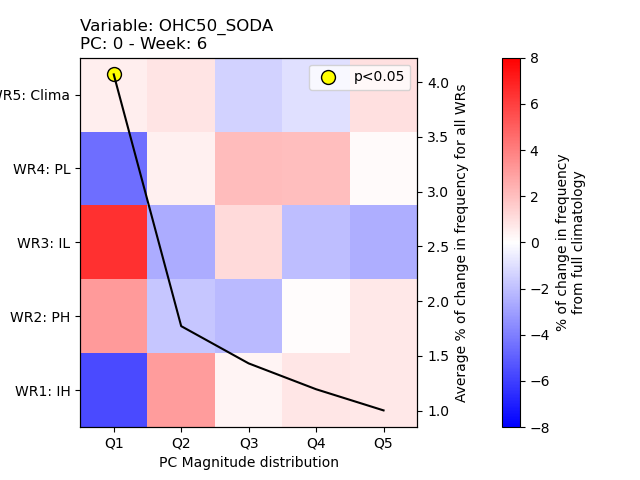 Variable: OHC50_SODA
PC: 0 - Week: 6
p<0.05
WR5: Clima
WR4: PL
WR3: IL
WR2: PH
WR1: IH
Q1 Q2 Q3 Q4 Q5
PC Magnitude distribution
4.0
3.5
3.0
2.5
2.0
1.5
1.0
Average % of change in frequency for all WRs
8
6
4
2
0
−2
−4
−6
−8
% of change in frequency
from full climatology